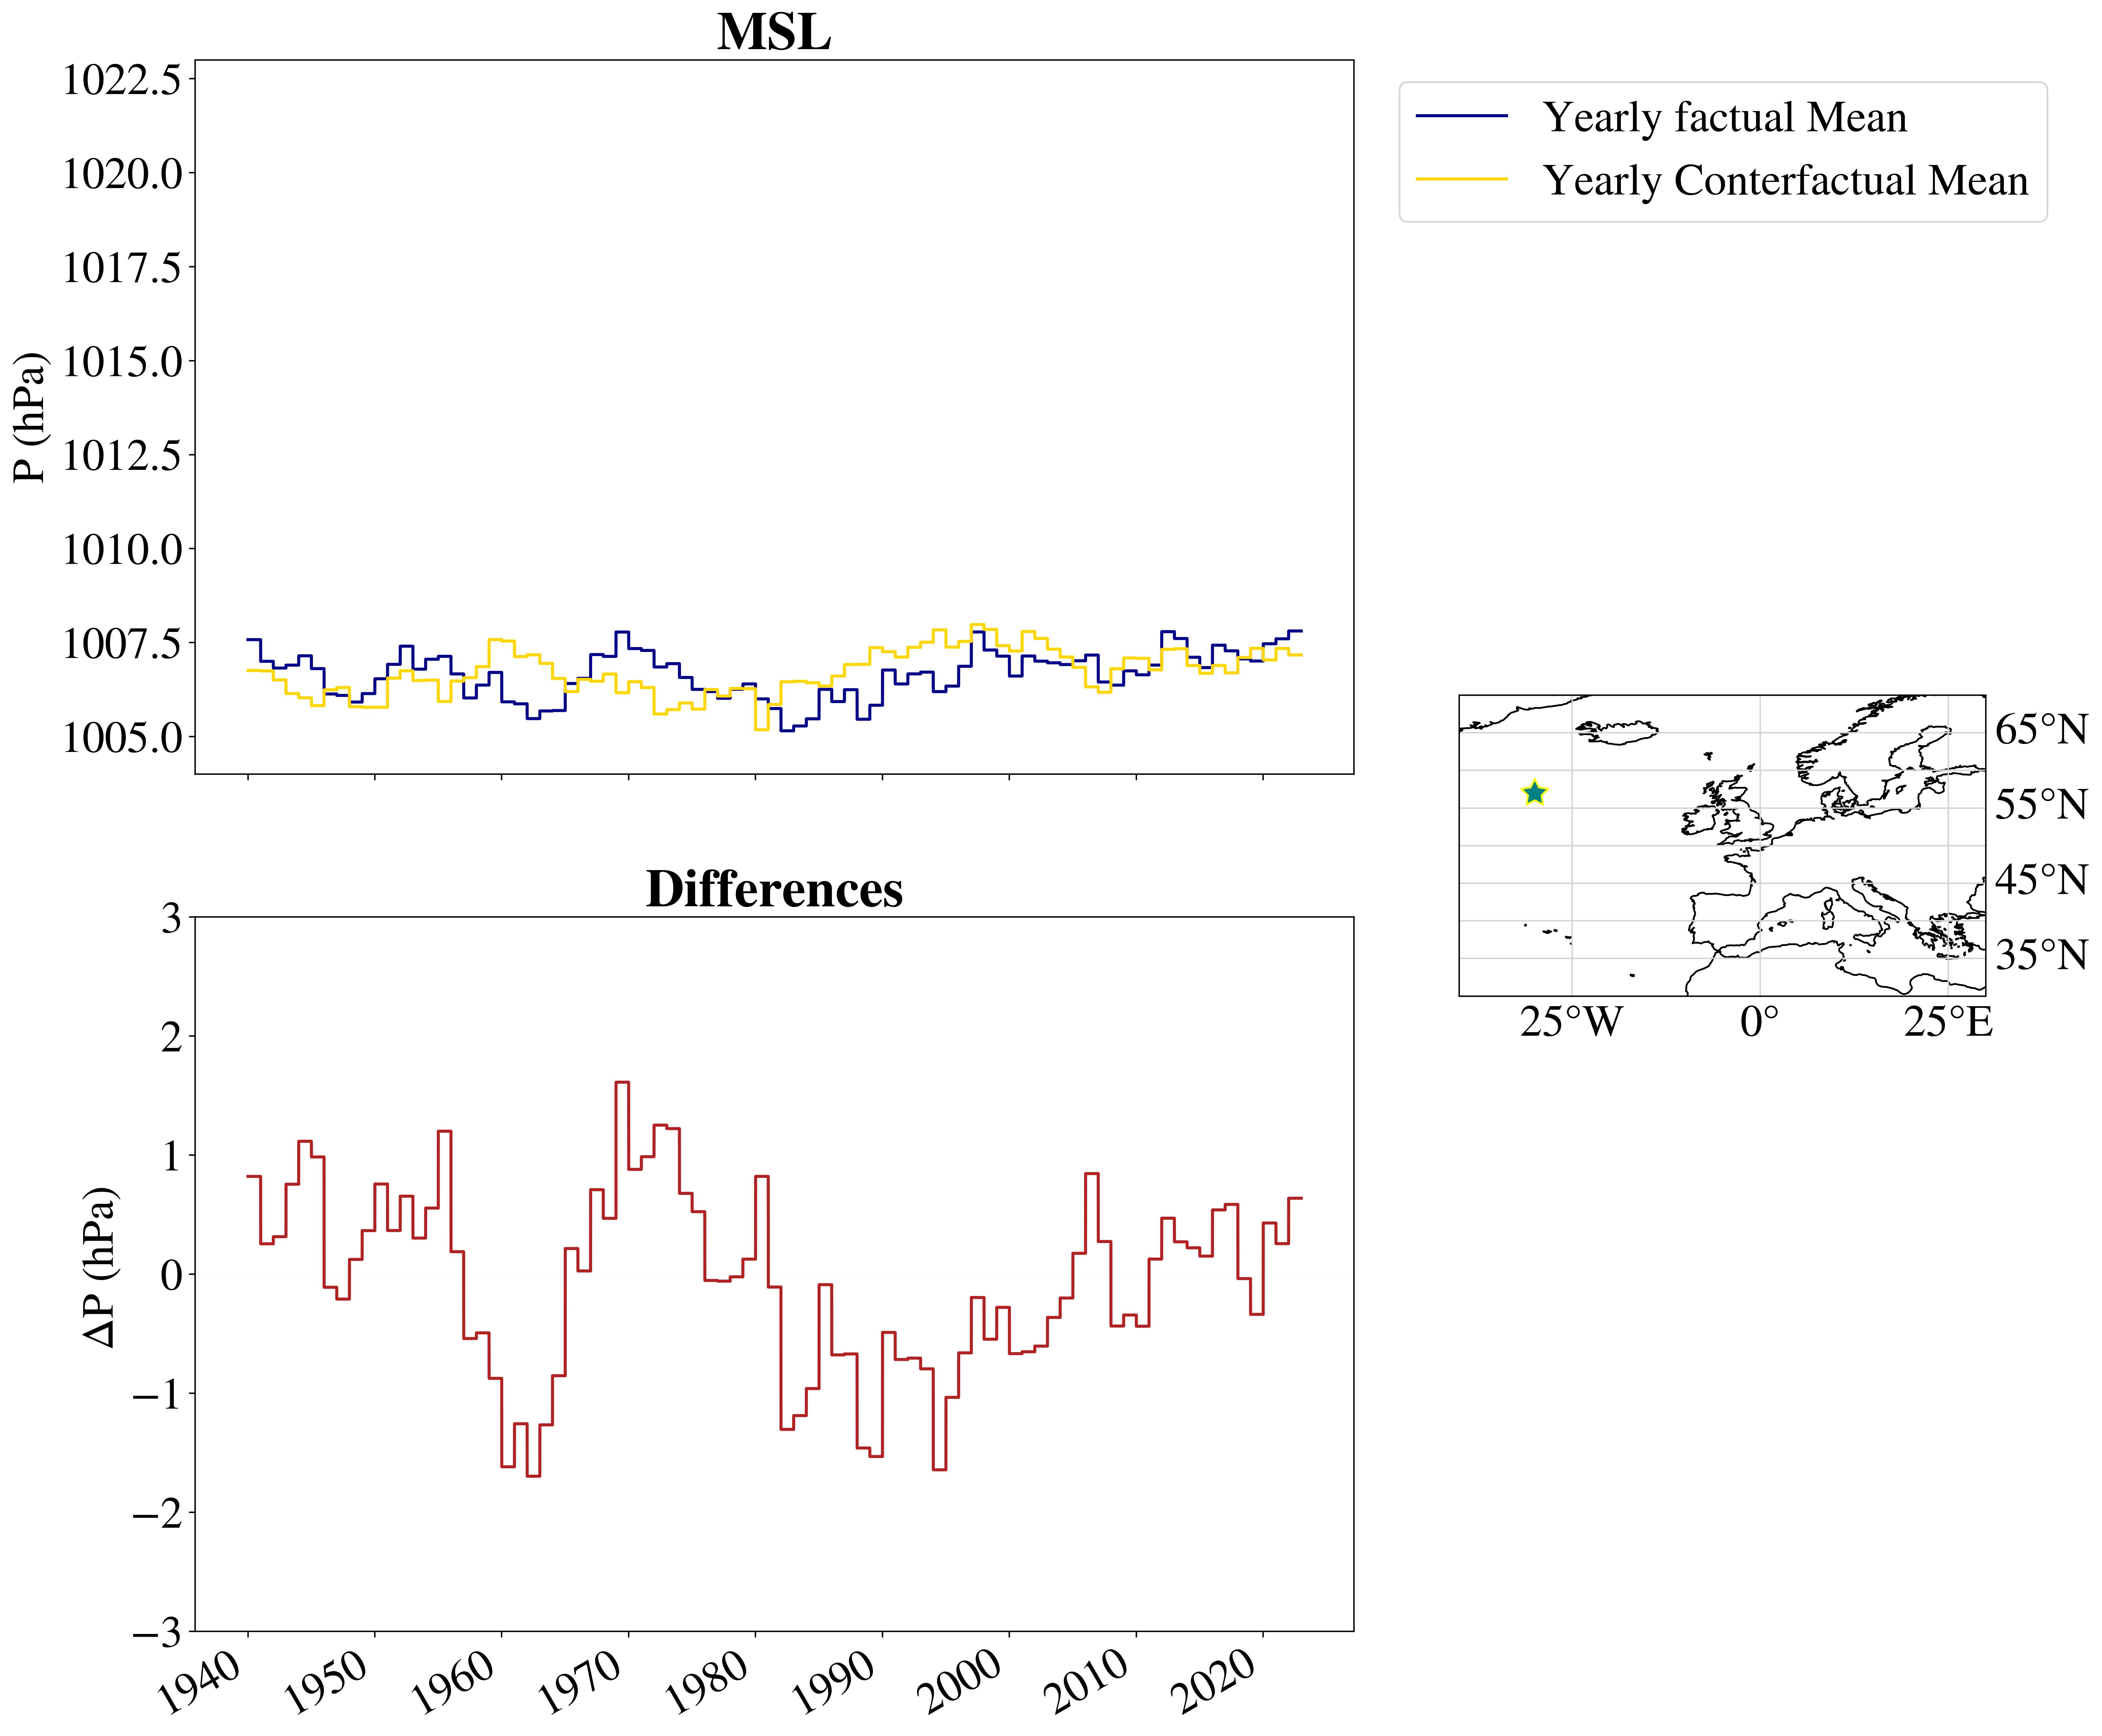 MSL
1022.5
1020.0
1017.5
1015.0
1012.5
1010.0
1007.5
1005.0
P (hPa)
Yearly factual Mean
Yearly Conterfactual Mean
65°N
55°N
45°N
35°N
25°W 0° 25°E
Differences
3
2
1
0
−1
−2
−3
ΔP (hPa)
1940 1950 1960 1970 1980 1990 2000 2010 2020